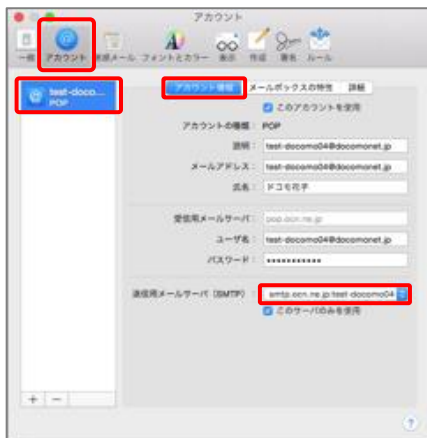 アカウント
一般 アカウント 迷惑メール フォントとカラー 表示 作成 署名 ルール
test-doco...
POP
アカウント情報 メールボックスの特性 詳細
このアカウントを使用
アカウントの種類： POP
説明： test-docomo04@docomonet.jp
メールアドレス： test-docomo04@docomonet.jp
氏名： ドコモ花子
受信用メールサーバ： pop.ocn.ne.jp
ユーザ名： test-docomo04@docomonet.jp
パスワード： •••••••••••
送信用メールサーバ (SMTP)： smtp.ocn.ne.jp:test-docomo04
このサーバのみを使用
+ −
?